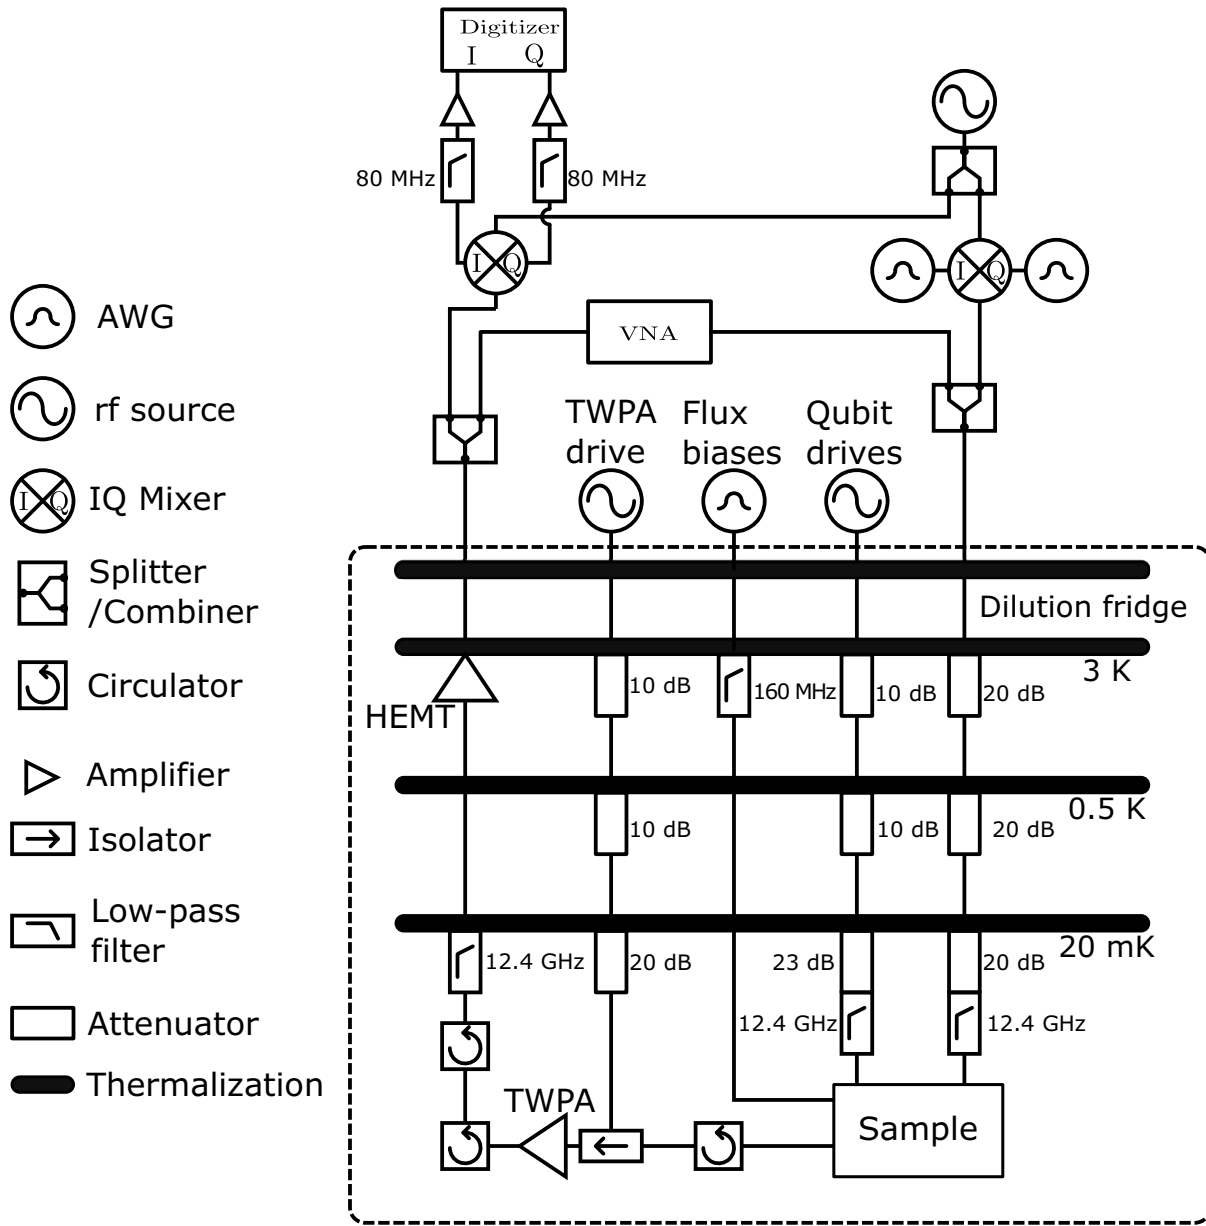 Digitizer
I Q
80 MHz
80 MHz
I Q
I Q
VNA
AWG
rf source
I Q
IQ Mixer
Splitter
/Combiner
Circulator
Amplifier
Isolator
Low-pass
filter
Attenuator
Thermalization
TWPA
drive
Flux
biases
Qubit
drives
Dilution fridge
3 K
HEMT
10 dB
160 MHz
10 dB
20 dB
0.5 K
10 dB
10 dB
20 dB
20 mK
12.4 GHz
20 dB
23 dB
20 dB
12.4 GHz
12.4 GHz
TWPA
Sample